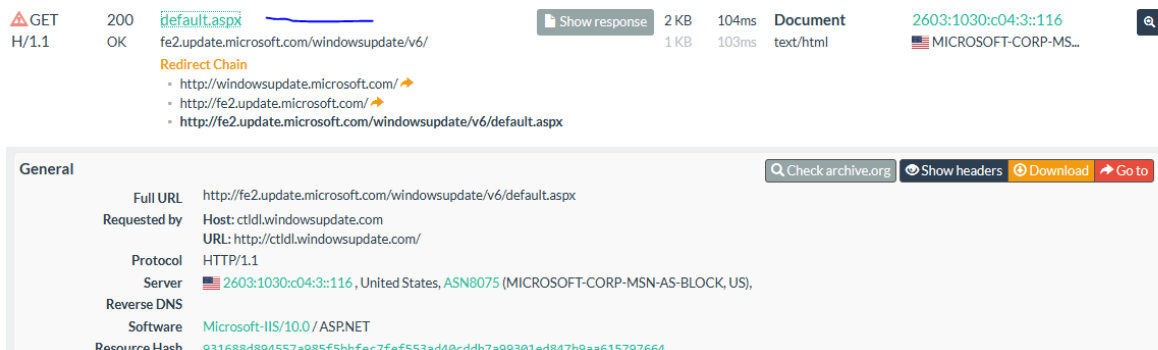 GET 200 default.aspx Show response 2 KB 104ms Document 2603:1030:c04:3::116
H/1.1 OK fe2.update.microsoft.com/windowsupdate/v6/ 1 KB 103ms text/html MICROSOFT-CORP-MS...
Redirect Chain
http://windowsupdate.microsoft.com/
http://fe2.update.microsoft.com/
http://fe2.update.microsoft.com/windowsupdate/v6/default.aspx
General Check archive.org Show headers Download Go to
Full URL http://fe2.update.microsoft.com/windowsupdate/v6/default.aspx
Requested by Host: ctldl.windowsupdate.com
URL: http://ctldl.windowsupdate.com/
Protocol HTTP/1.1
Server 2603:1030:c04:3::116 , United States, ASN8075 (MICROSOFT-CORP-MSN-AS-BLOCK, US),
Reverse DNS
Software Microsoft-IIS/10.0 / ASP.NET
Resource Hash